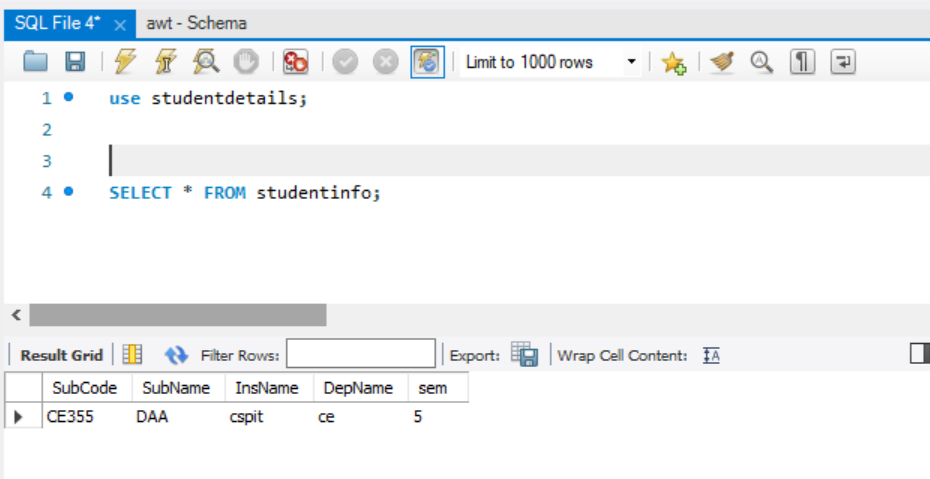 SQL File 4* × awt - Schema
Limit to 1000 rows
1 use studentdetails;
2
3
4 SELECT * FROM studentinfo;
Result Grid Filter Rows: Export: Wrap Cell Content: IA
SubCode SubName InsName DepName sem
CE355 DAA cspit ce 5